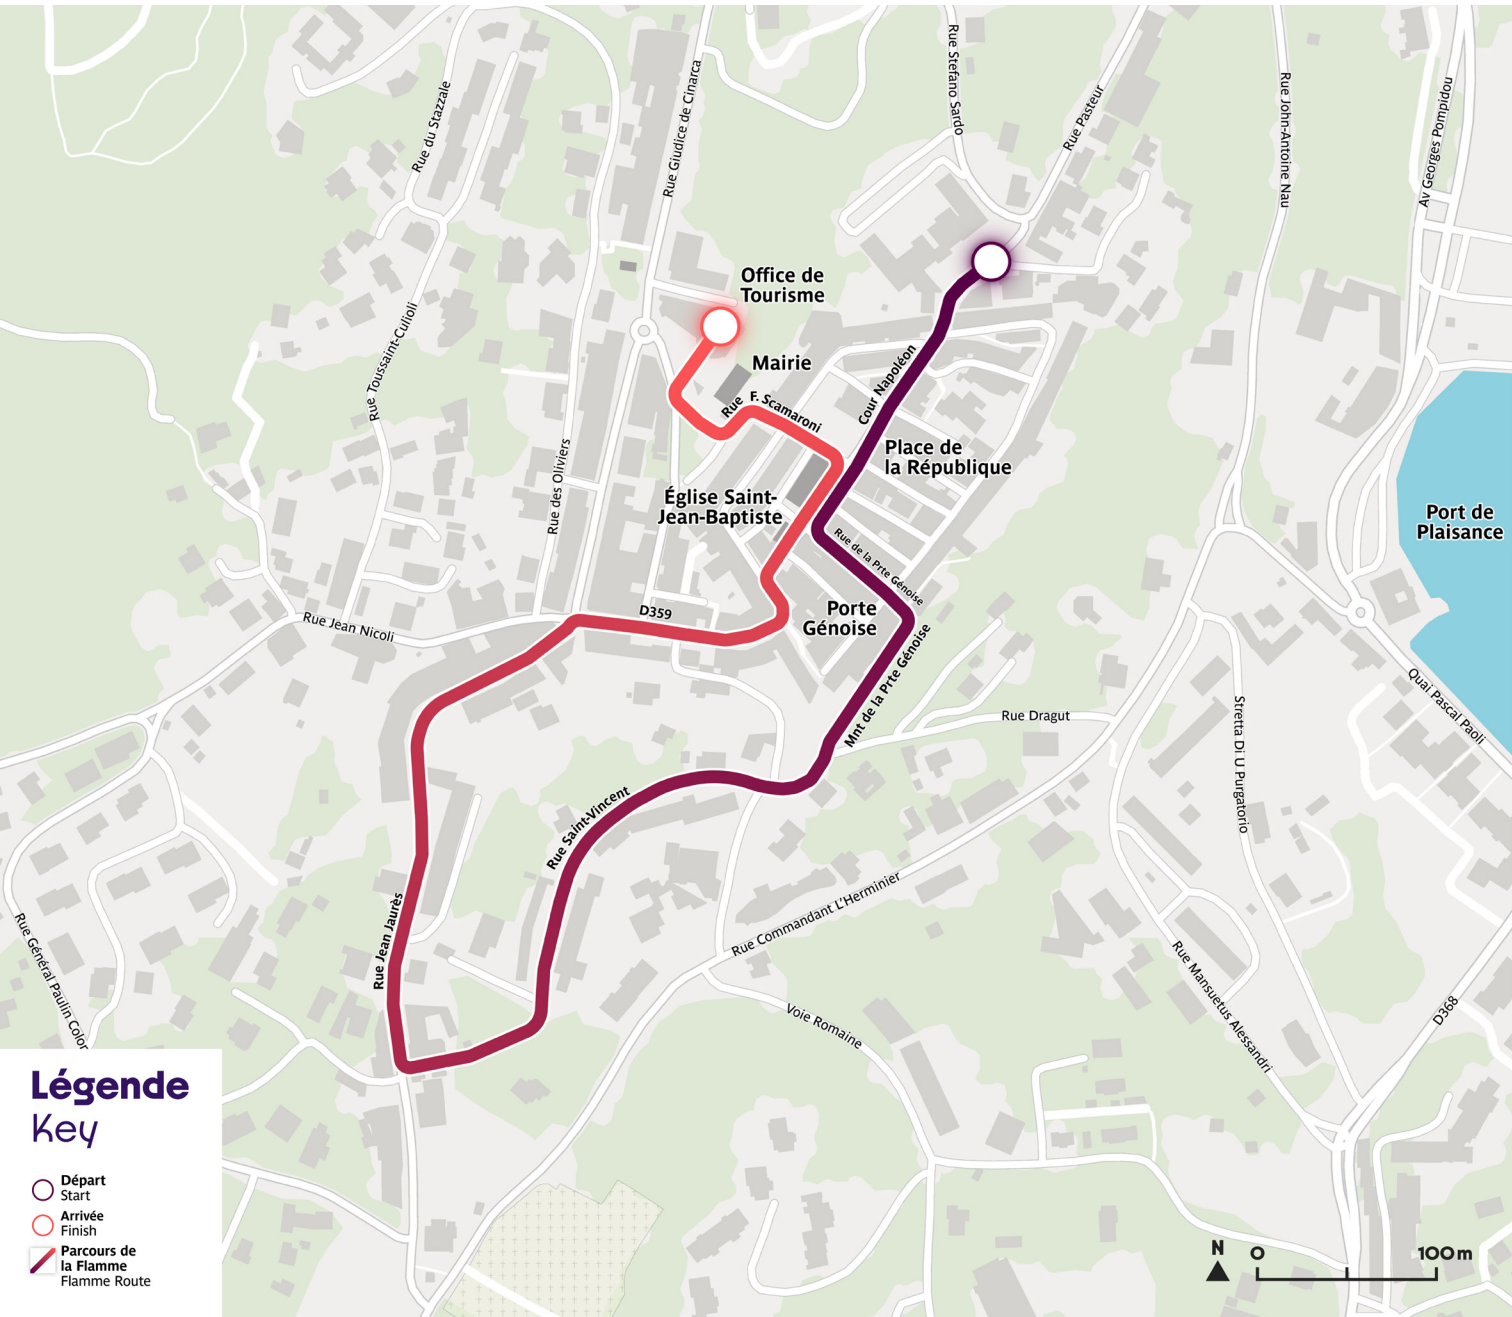 Rue du Stazzale
Rue Giudice de Cinarca
Rue Stefano Sardo
Rue Pasteur
Rue John-Antoine Nau
Av Georges Pompidou
Office de
Tourisme
Mairie
Rue F. Scamaroni
Cour Napoléon
Place de
la République
Rue Toussaint-Culioli
Rue des Oliviers
Église Saint-
Jean-Baptiste
Port de
Plaisance
Rue de la Prte Génoise
Porte
Génoise
Rue Jean Nicoli
D359
Mnt de la Prte Génoise
Rue Dragut
Quai Pascal Paoli
Stretta Di U Purgatorio
Rue Saint-Vincent
Rue Jean Jaurès
Rue Commandant L'Herminier
Rue Général Paulin Color
Voie Romaine
Rue Mansuetus Alessandri
D368
Légende
Key
Départ
Start
Arrivée
Finish
Parcours de
la Flamme
Flamme Route
N 0 100 m